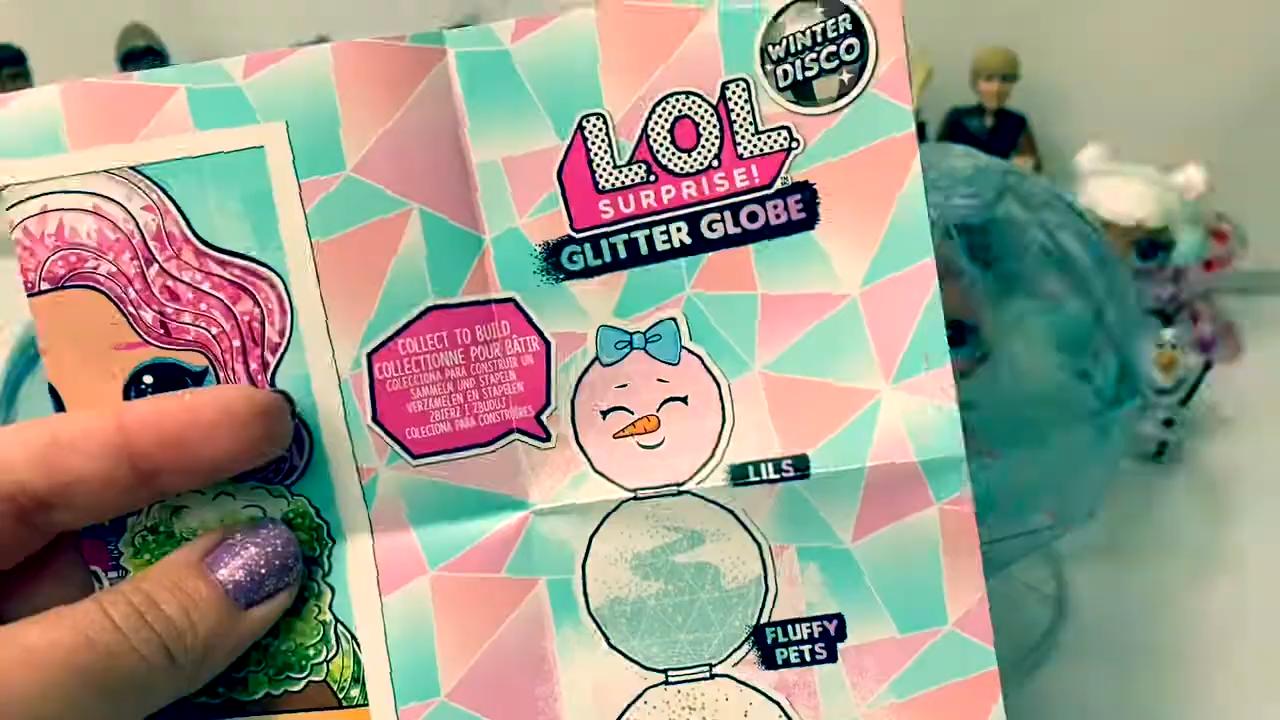 WINTER
DISCO
L.O.L.
SURPRISE!
GLITTER GLOBE
COLLECT TO BUILD
COLLECTIONNE POUR BÂTIR
COLECCIONA PARA CONSTRUIR UN
SAMMELN UND STAPELN
VERZAMELEN EN STAPELEN
ZBIERZ I ZBUDUJ
COLECIONA PARA CONSTRUÍRES
LILS
FLUFFY
PETS